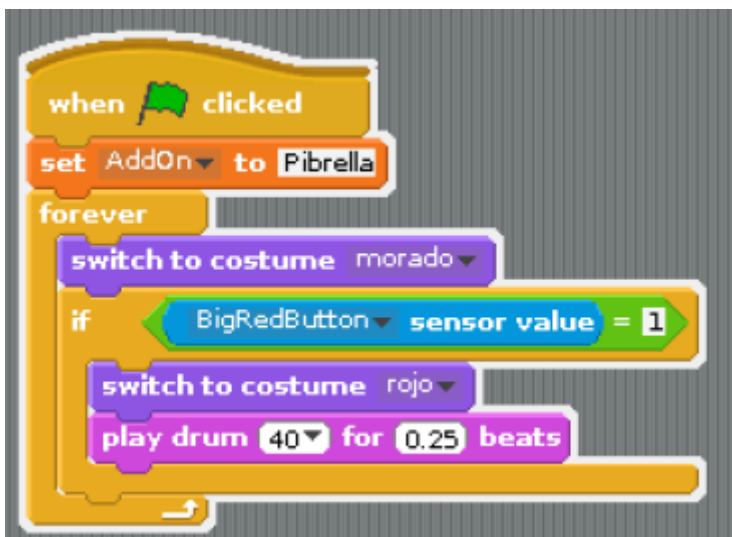 when clicked
set AddOn to Pibrella
forever
switch to costume morado
if BigRedButton sensor value = 1
switch to costume rojo
play drum 40 for 0.25 beats